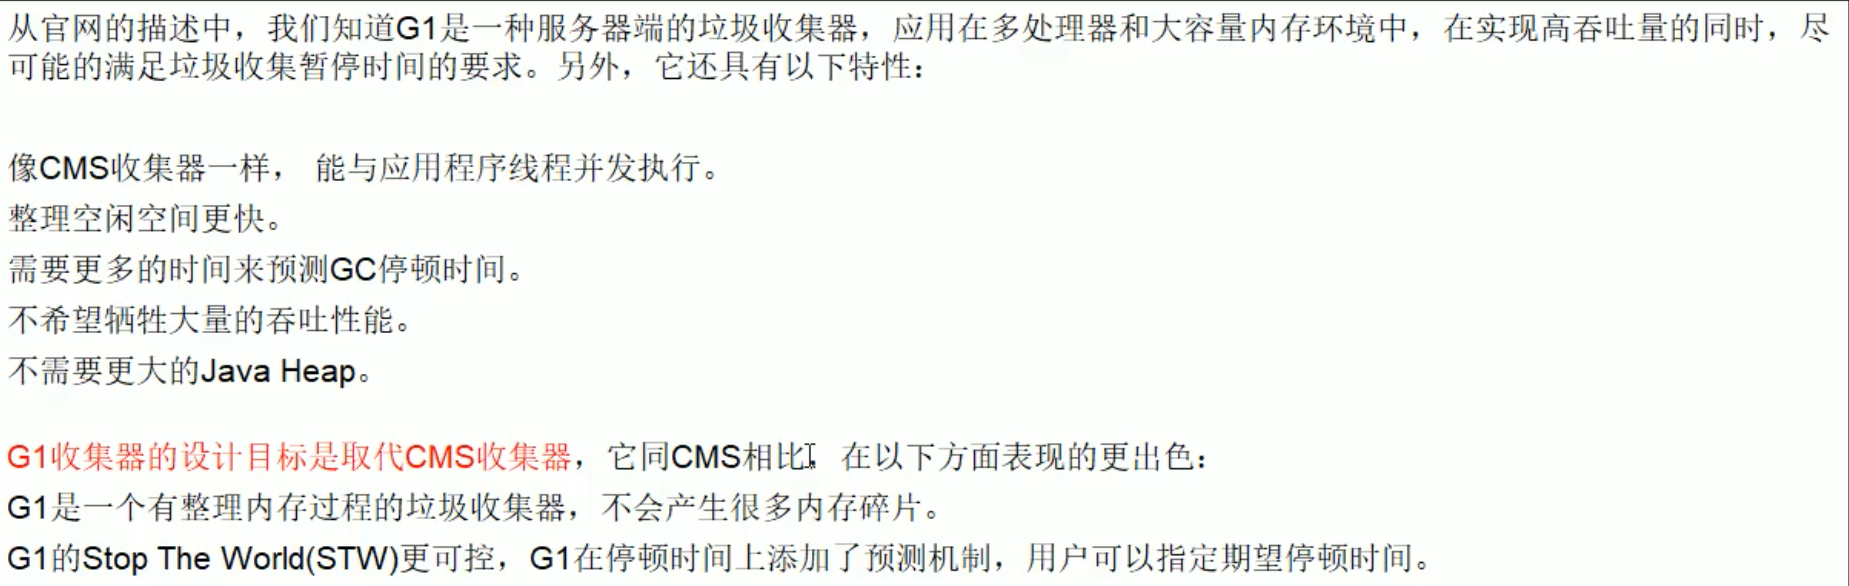 从官网的描述中，我们知道G1是一种服务器端的垃圾收集器，应用在多处理器和大容量内存环境中，在实现高吞吐量的同时，尽
可能的满足垃圾收集暂停时间的要求。另外，它还具有以下特性：
像CMS收集器一样， 能与应用程序线程并发执行。
整理空闲空间更快。
需要更多的时间来预测GC停顿时间。
不希望牺牲大量的吞吐性能。
不需要更大的Java Heap。
G1收集器的设计目标是取代CMS收集器，它同CMS相比，在以下方面表现的更出色：
G1是一个有整理内存过程的垃圾收集器，不会产生很多内存碎片。
G1的Stop The World(STW)更可控，G1在停顿时间上添加了预测机制，用户可以指定期望停顿时间。